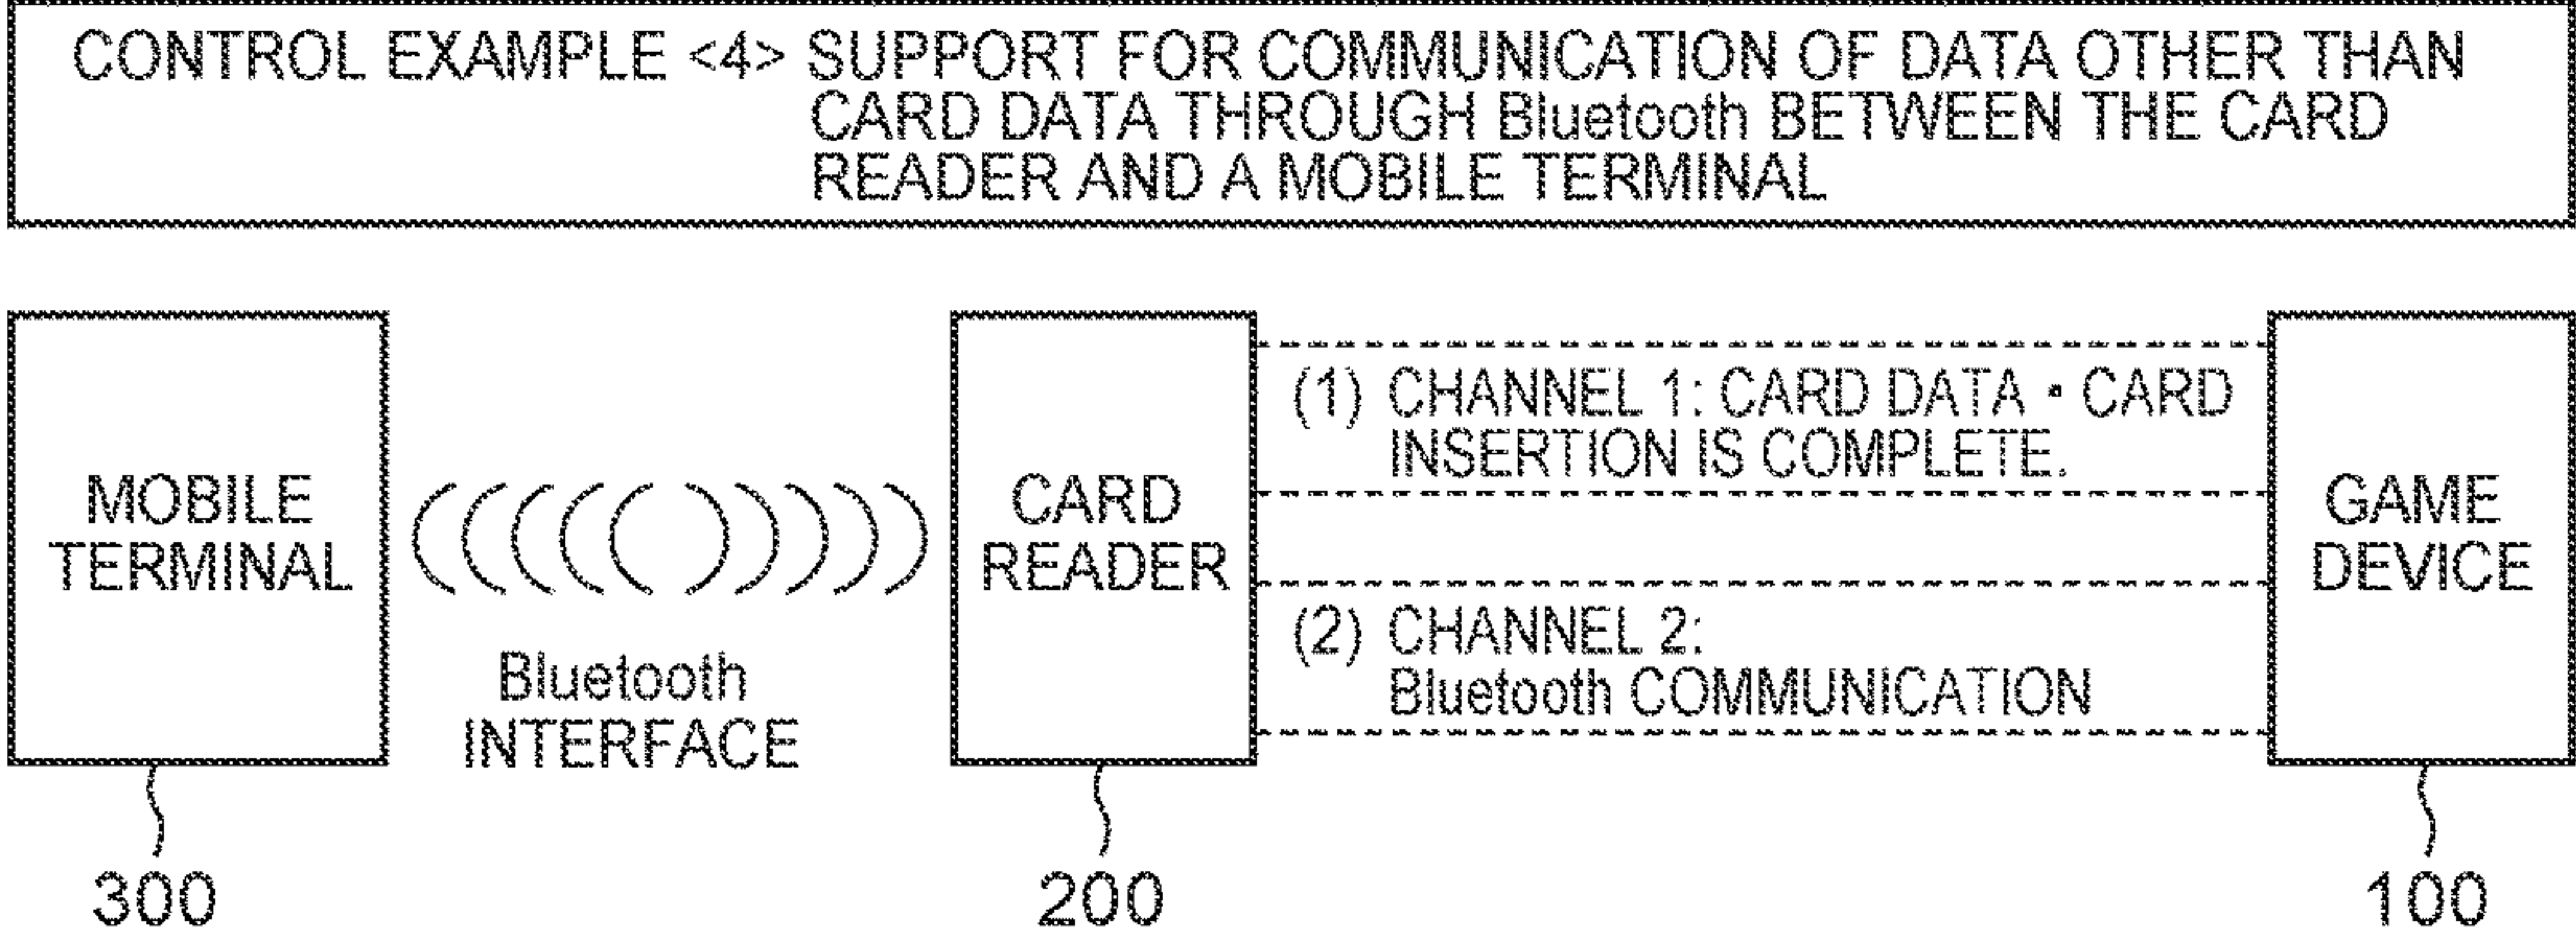 CONTROL EXAMPLE <4> SUPPORT FOR COMMUNICATION OF DATA OTHER THAN
CARD DATA THROUGH Bluetooth BETWEEN THE CARD
READER AND A MOBILE TERMINAL
MOBILE
TERMINAL
Bluetooth
INTERFACE
CARD
READER
(1) CHANNEL 1: CARD DATA・CARD
INSERTION IS COMPLETE.
(2) CHANNEL 2:
Bluetooth COMMUNICATION
GAME
DEVICE
300
200
100